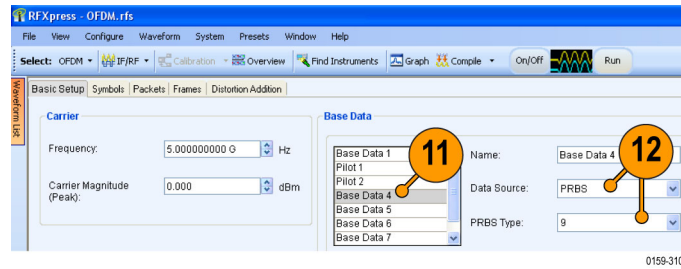 RFXpress - OFDM.rfs
File View Configure Waveform System Presets Window Help
Select: OFDM IF/RF Calibration Overview Find Instruments Graph Compile On/Off Run
Waveform List
Basic Setup Symbols Packets Frames Distortion Addition
Carrier
Frequency: 5.000000000 G Hz
Carrier Magnitude (Peak): 0.000 dBm
Base Data
Base Data 1
Pilot 1
Pilot 2
Base Data 4
Base Data 5
Base Data 6
Base Data 7
11
Name: Base Data 4
12
Data Source: PRBS
PRBS Type: 9
0159-310